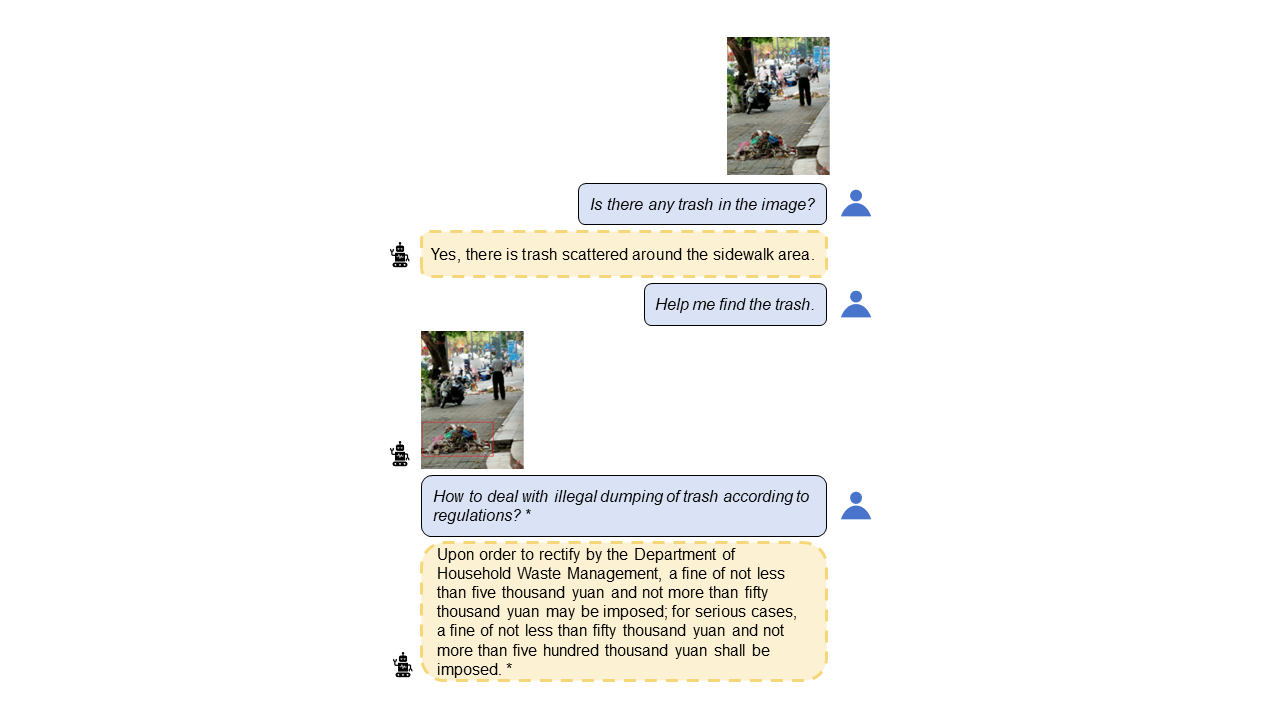 Is there any trash in the image?
Yes, there is trash scattered around the sidewalk area.
Help me find the trash.
How to deal with illegal dumping of trash according to
regulations? *
Upon order to rectify by the Department of
Household Waste Management, a fine of not less
than five thousand yuan and not more than fifty
thousand yuan may be imposed; for serious cases,
a fine of not less than fifty thousand yuan and not
more than five hundred thousand yuan shall be
imposed. *